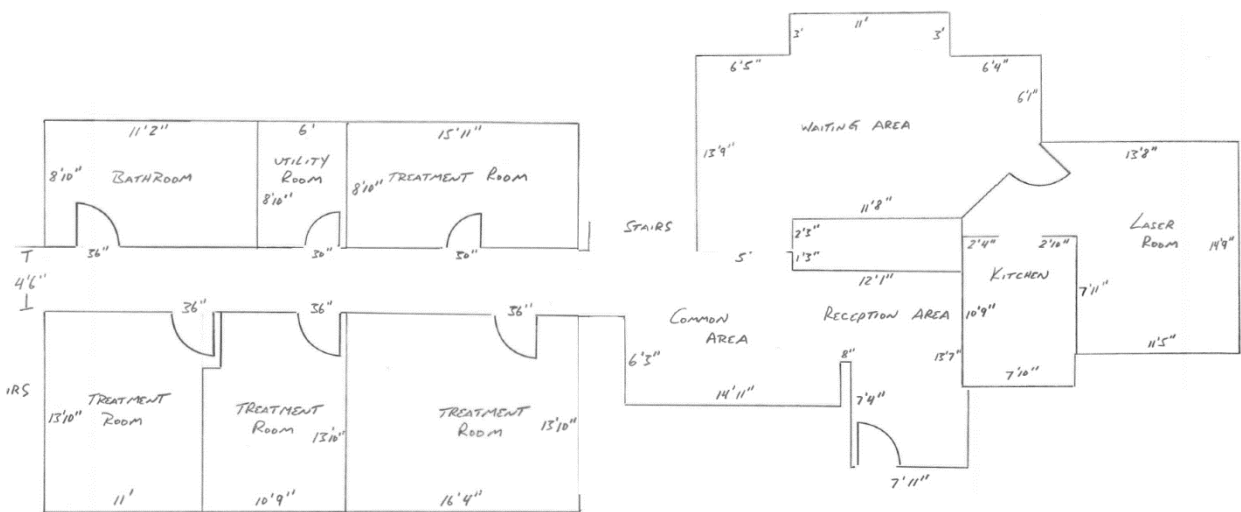 11'
3'
3'
6'5"
6'4"
6'1"
WAITING AREA
13'9"
11'2"
6'
15'11"
13'8"
8'10"
BATHROOM
UTILITY
ROOM
8'10"
8'10"
TREATMENT ROOM
11'8"
STAIRS
LASER
ROOM
14'9"
2'3"
36"
30"
30"
5'
1'3"
2'4"
2'10"
KITCHEN
4'6"
12'1"
7'11"
36"
36"
36"
COMMON
AREA
RECEPTION AREA
10'9"
6'3"
8"
13'7"
11'5"
7'10"
IRS
13'10"
TREATMENT
ROOM
TREATMENT
ROOM
13'10"
TREATMENT
ROOM
13'10"
14'11"
7'4"
11'
10'9"
16'4"
7'11"